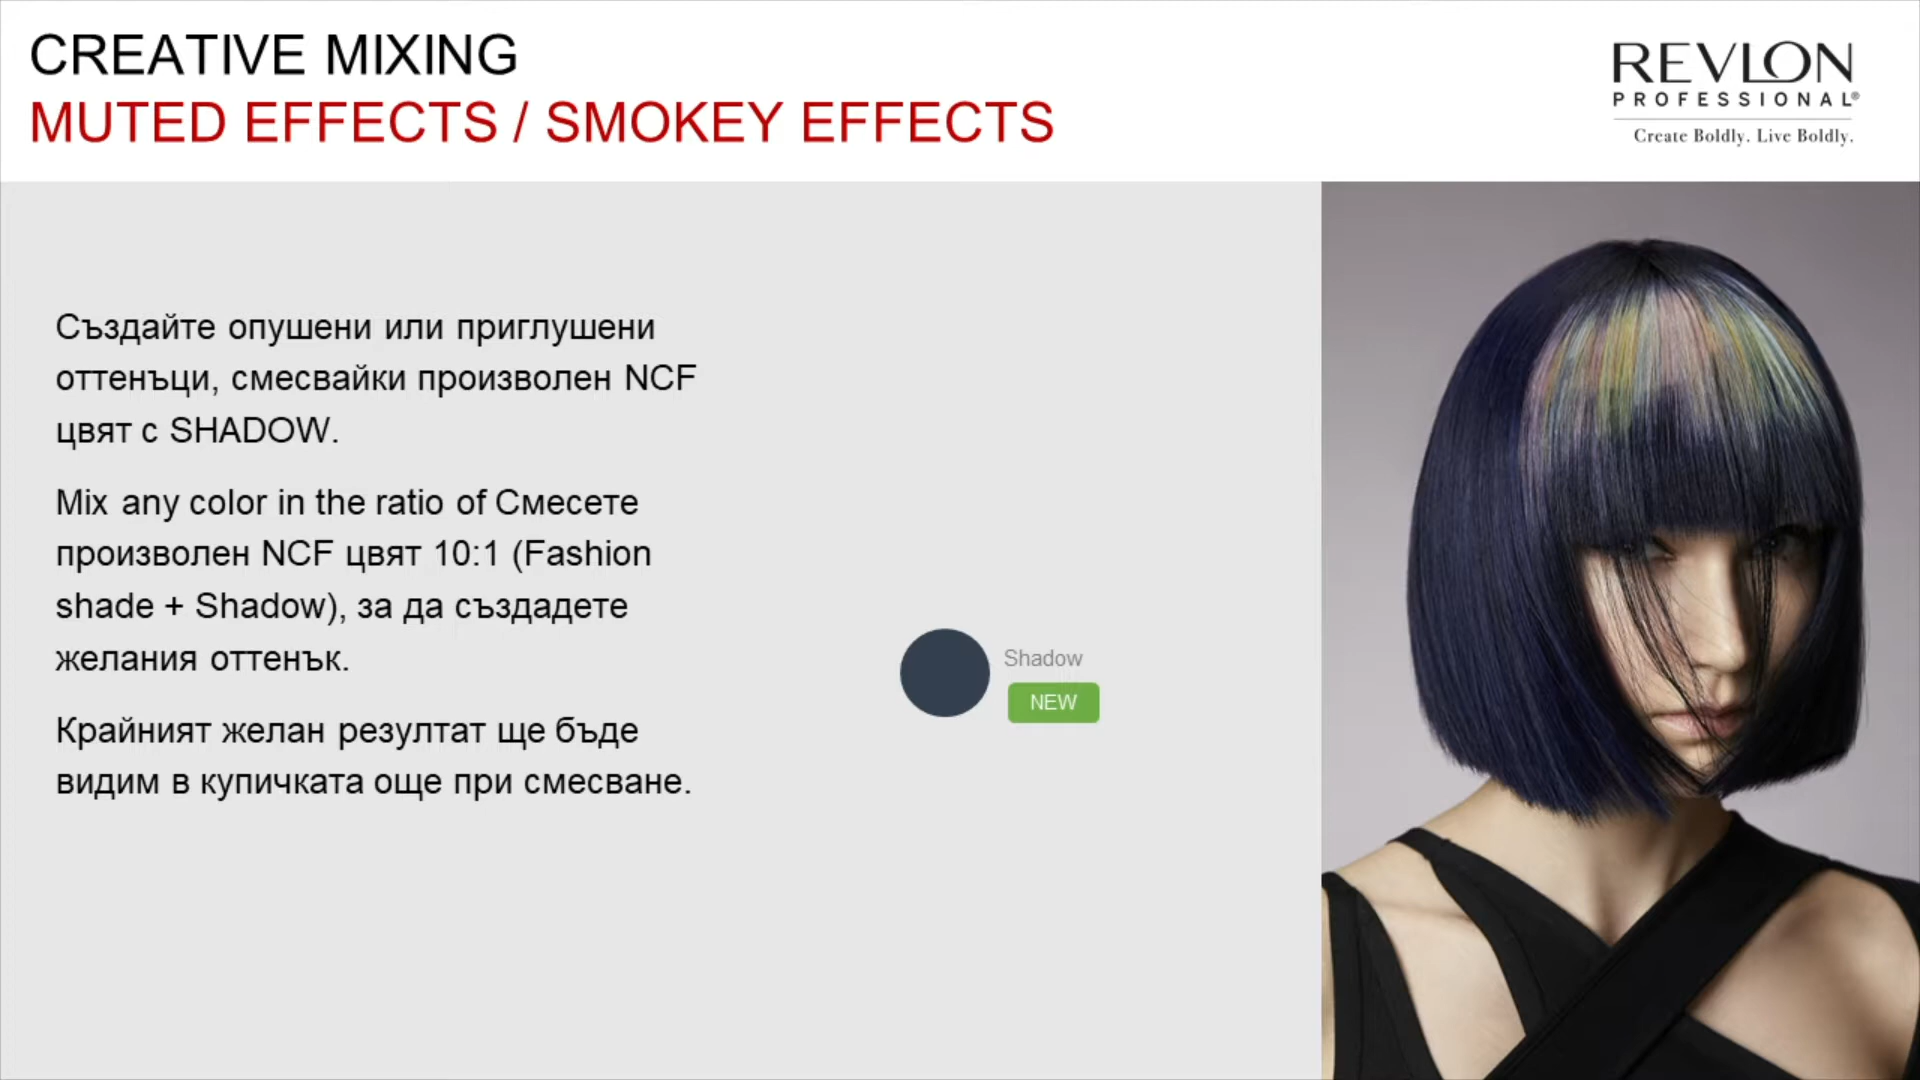 CREATIVE MIXING
MUTED EFFECTS / SMOKEY EFFECTS
REVLON
PROFESSIONAL®
Create Boldly. Live Boldly.
Създайте опушени или приглушени
оттенъци, смесвайки произволен NCF
цвят с SHADOW.
Mix any color in the ratio of Смесете
произволен NCF цвят 10:1 (Fashion
shade + Shadow), за да създадете
желания оттенък.
Крайният желан резултат ще бъде
видим в купичката още при смесване.
Shadow
NEW